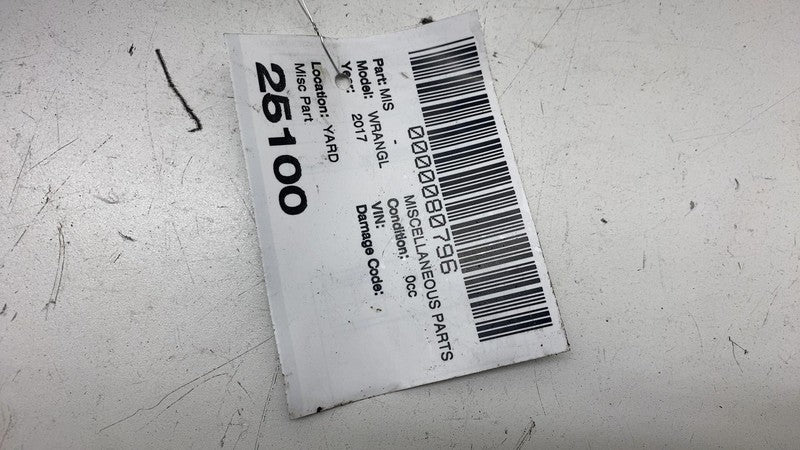 0000080796
Part: MIS - MISCELLANEOUS PARTS
Model: WRANGL Condition: 0cc
Year: 2017 VIN:
Damage Code:
Location: YARD
Misc Part
25100